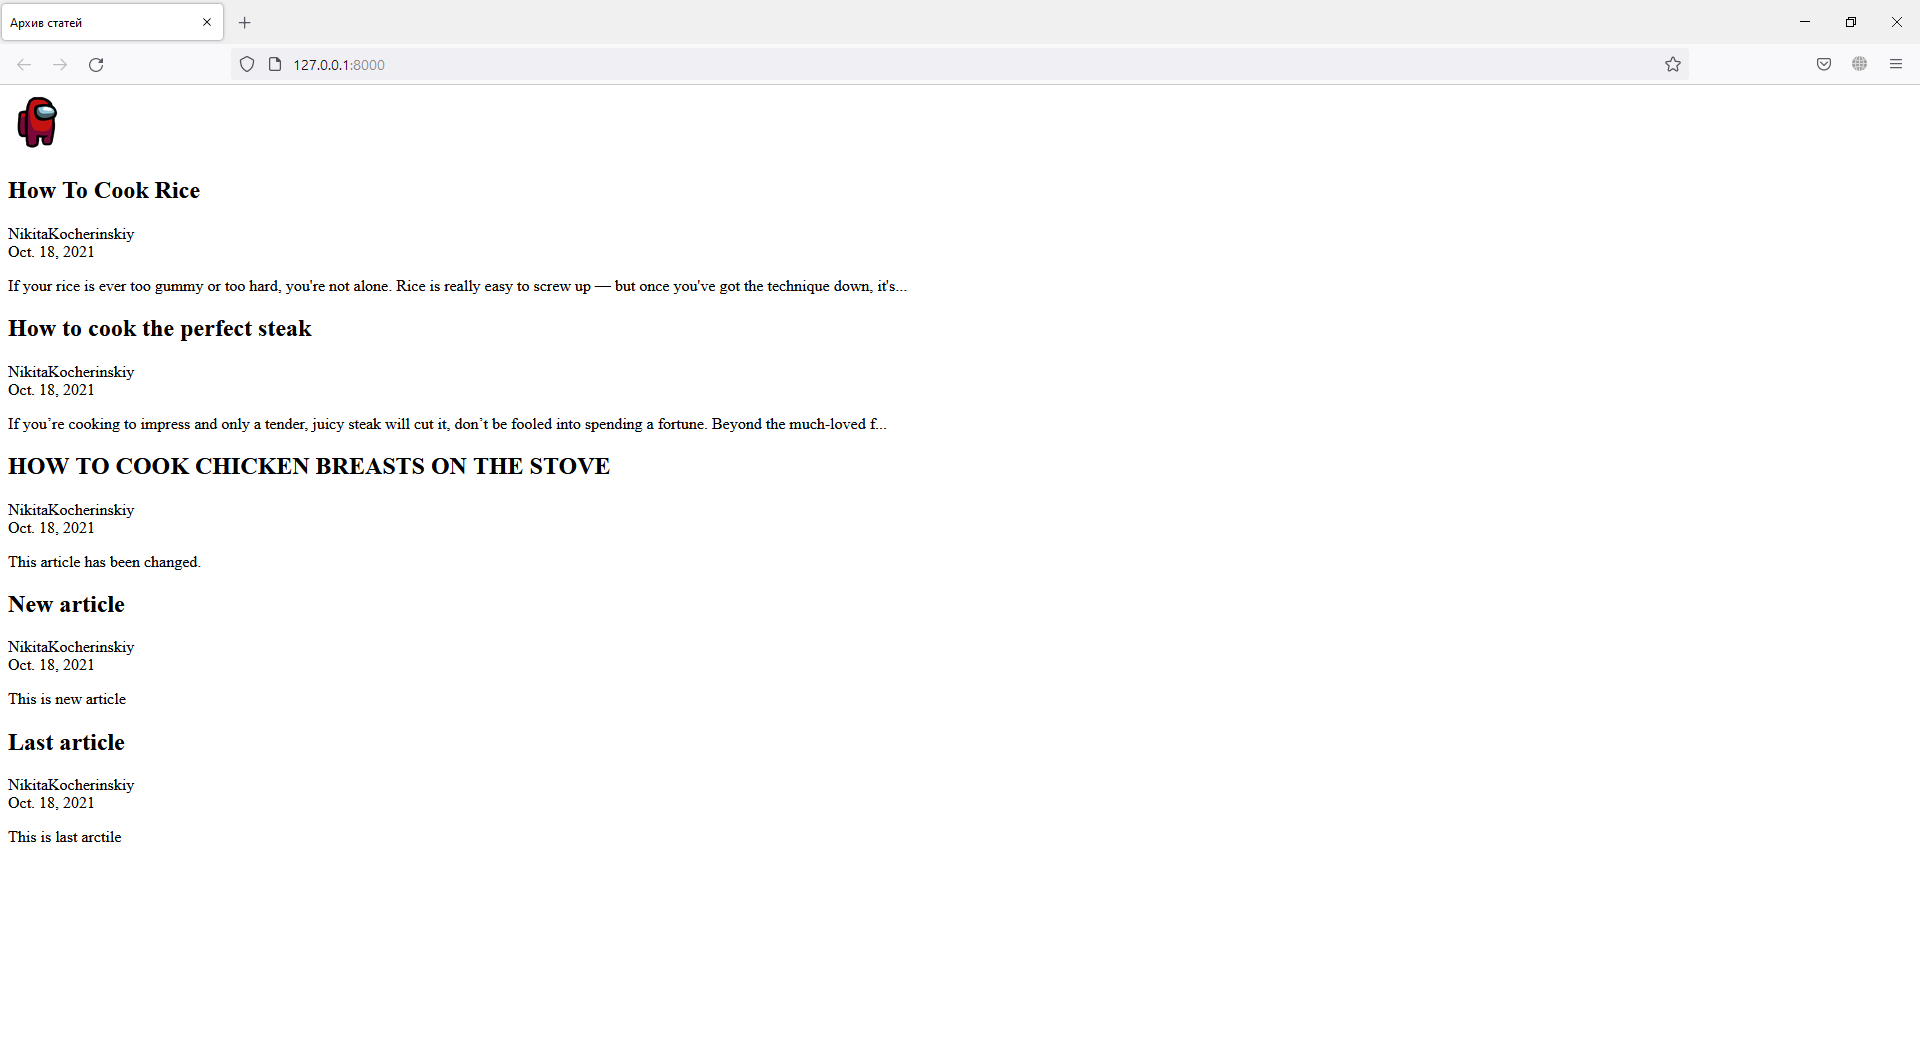 Архив статей
127.0.0.1:8000
How To Cook Rice
NikitaKocherinskiy
Oct. 18, 2021
If your rice is ever too gummy or too hard, you're not alone. Rice is really easy to screw up — but once you've got the technique down, it's...
How to cook the perfect steak
NikitaKocherinskiy
Oct. 18, 2021
If you’re cooking to impress and only a tender, juicy steak will cut it, don’t be fooled into spending a fortune. Beyond the much-loved f...
HOW TO COOK CHICKEN BREASTS ON THE STOVE
NikitaKocherinskiy
Oct. 18, 2021
This article has been changed.
New article
NikitaKocherinskiy
Oct. 18, 2021
This is new article
Last article
NikitaKocherinskiy
Oct. 18, 2021
This is last arctile